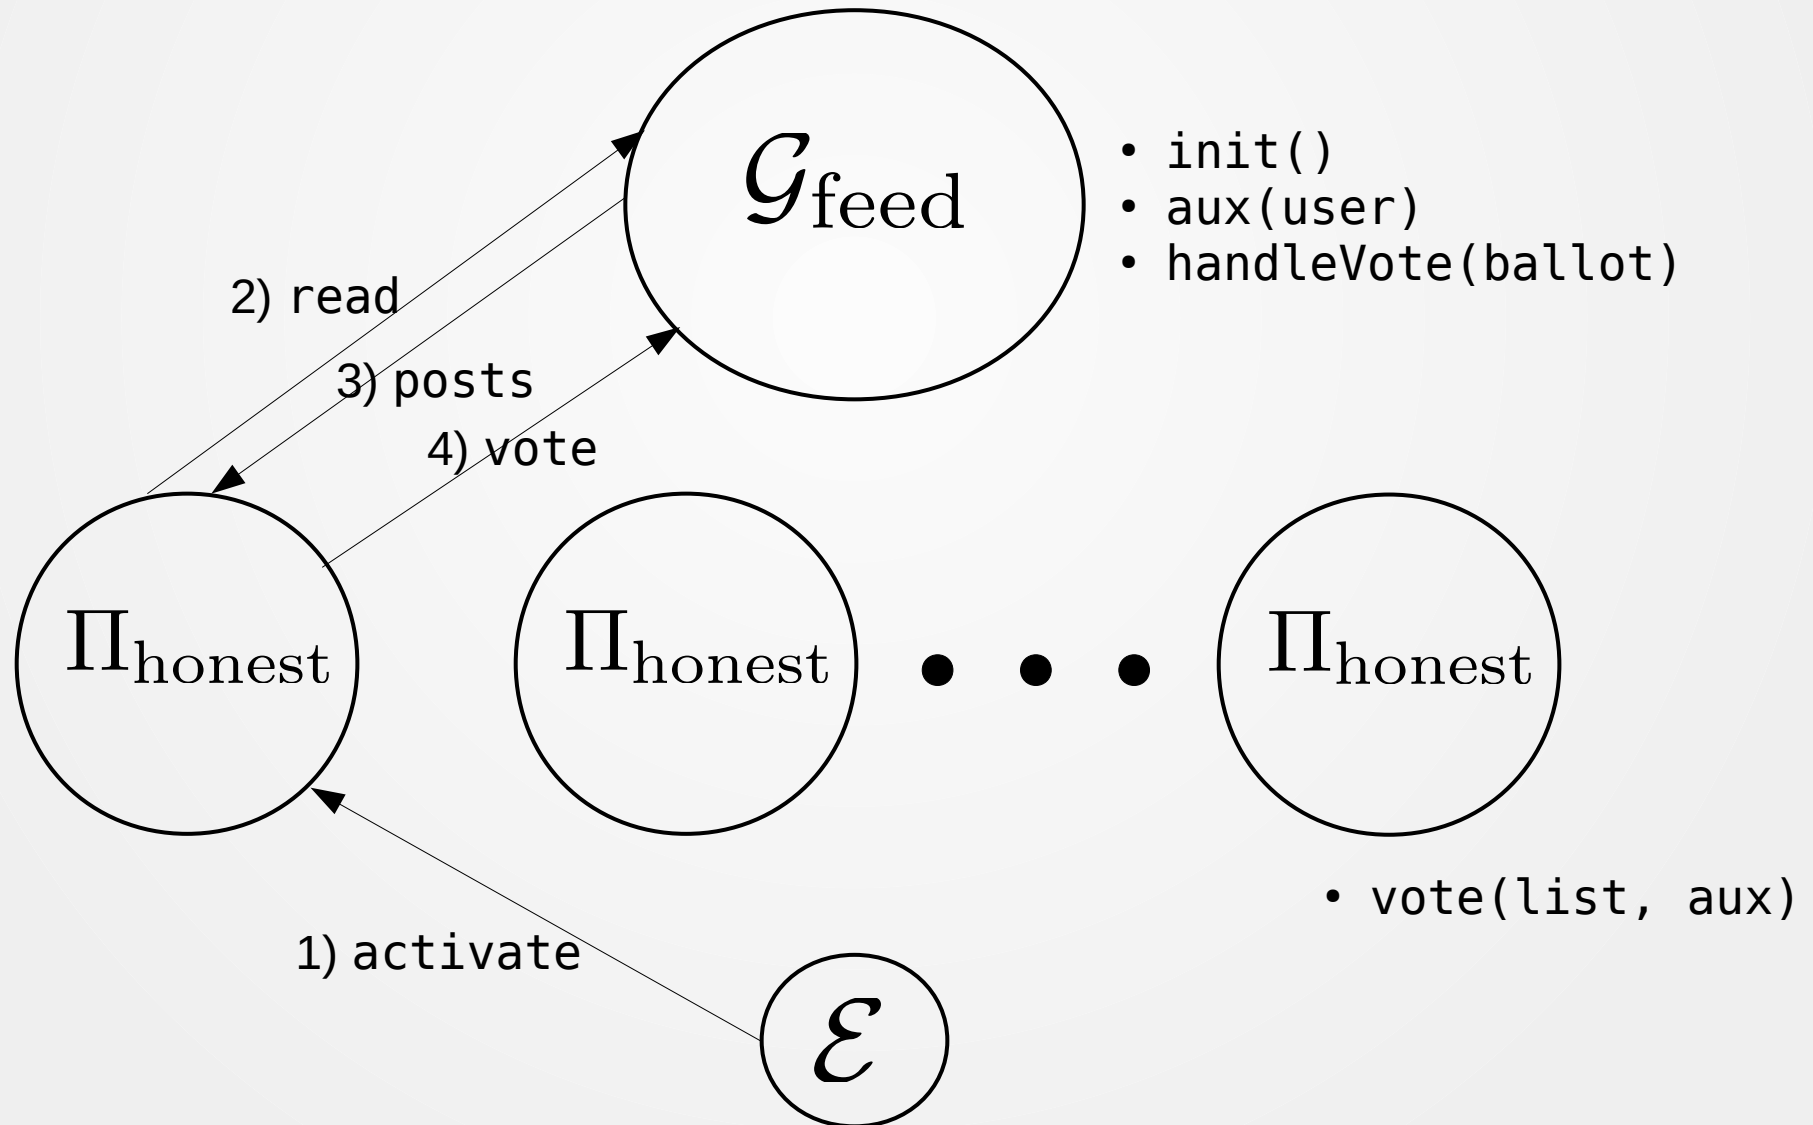 𝒢feed
• init()
• aux(user)
• handleVote(ballot)
2) read
3) posts
4) vote
Πhonest
Πhonest
Πhonest
• vote(list, aux)
1) activate
ℰ